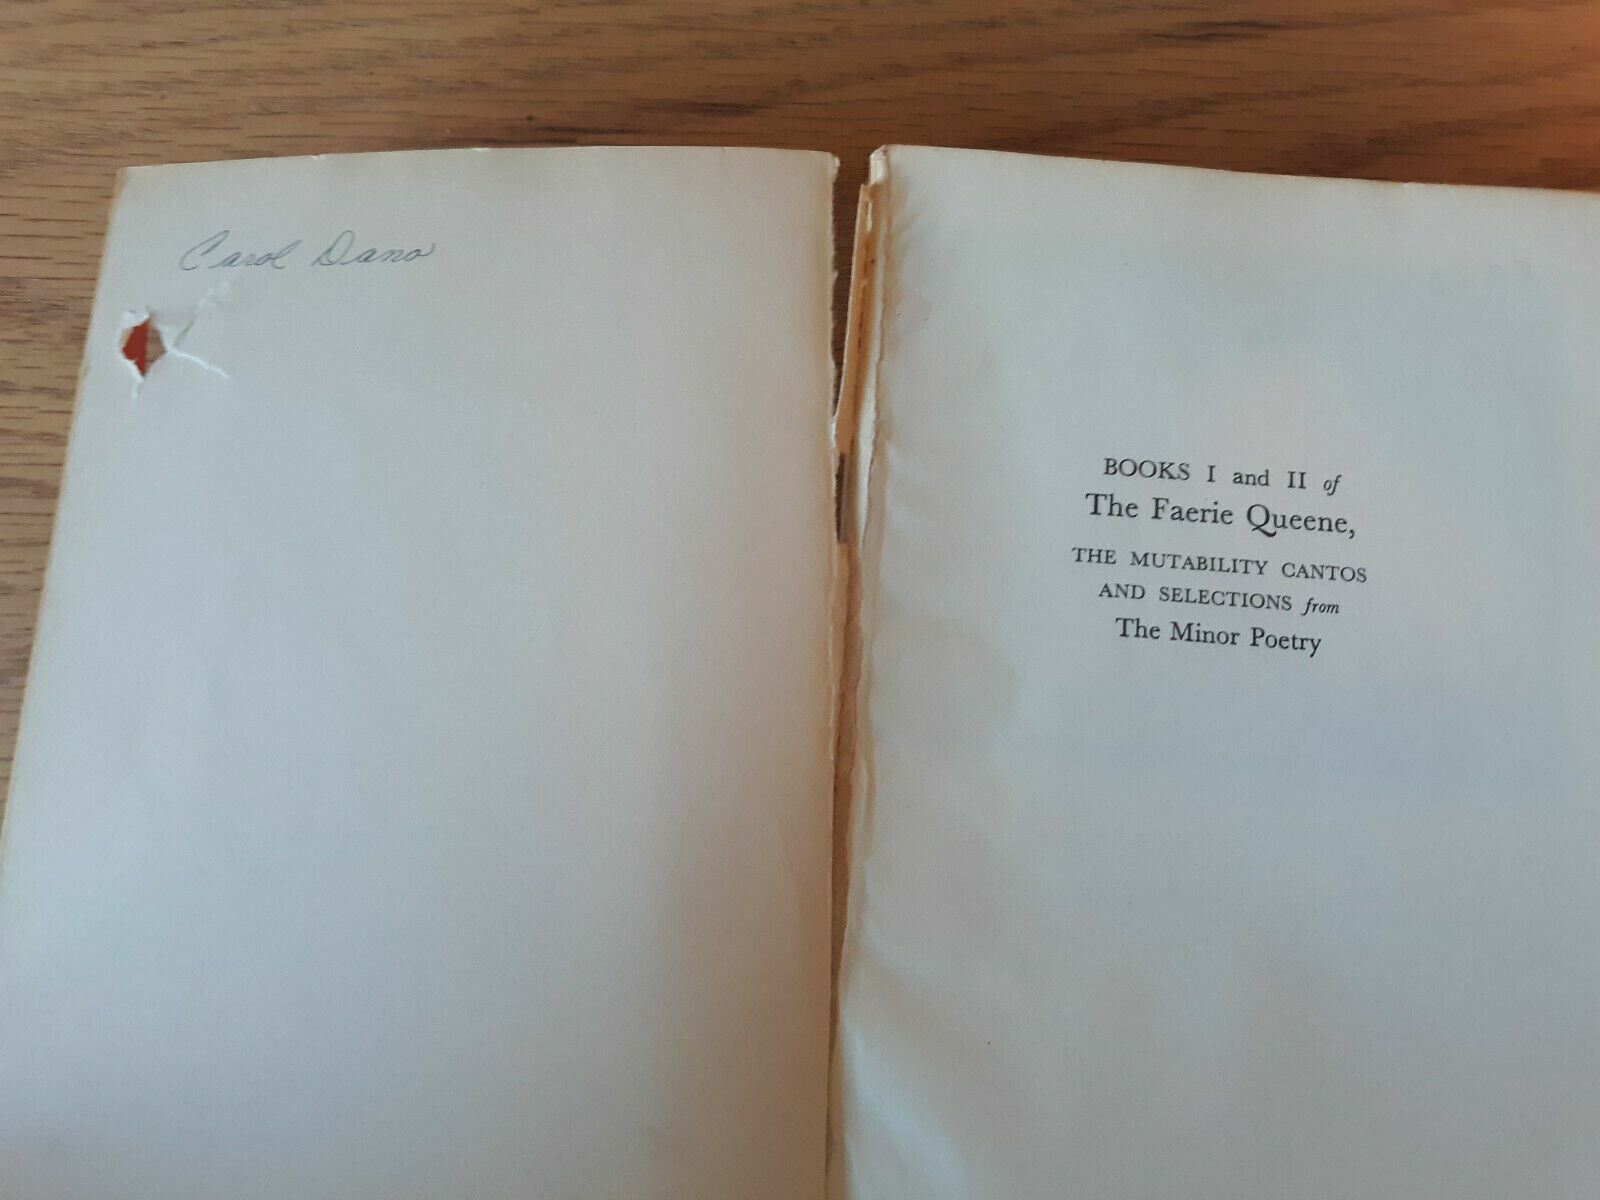 Carol Dano
BOOKS I and II of
The Faerie Queene,
THE MUTABILITY CANTOS
AND SELECTIONS from
The Minor Poetry